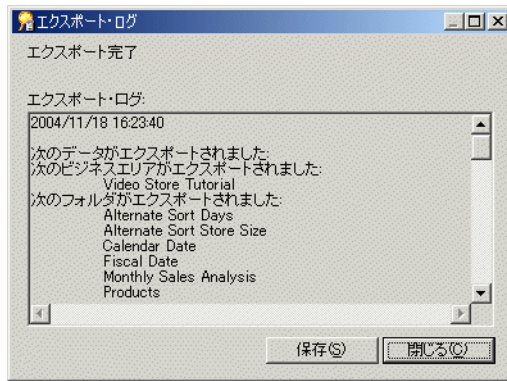 エクスポート・ログ
エクスポート完了
エクスポート・ログ:
2004/11/18 16:23:40
次のデータがエクスポートされました:
次のビジネスエリアがエクスポートされました:
Video Store Tutorial
次のフォルダがエクスポートされました:
Alternate Sort Days
Alternate Sort Store Size
Calendar Date
Fiscal Date
Monthly Sales Analysis
Products
保存(S) 閉じる(C)